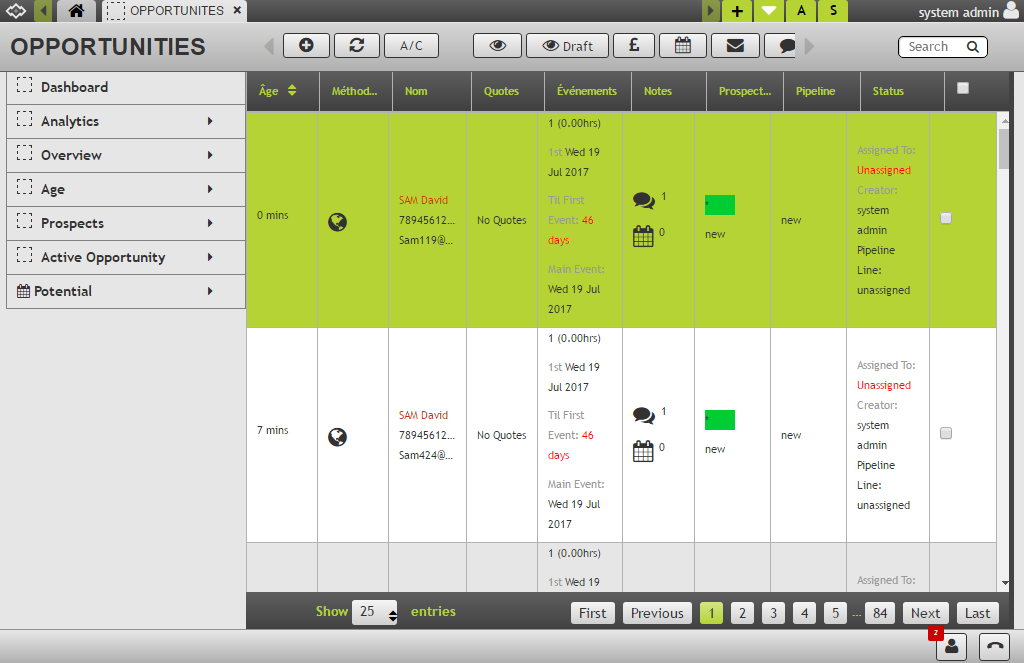 OPPORTUNITES ×
+ A S
system admin
OPPORTUNITIES
A/C
Draft
£
Search
Dashboard
Analytics
Overview
Age
Prospects
Active Opportunity
Potential
Âge Méthod... Nom Quotes Événements Notes Prospect... Pipeline Status
0 mins
SAM David
78945612...
Sam119@...
No Quotes
1 (0.00hrs)
1st Wed 19
Jul 2017
Til First
Event: 46
days
Main Event:
Wed 19 Jul
2017
1
0
new
new
Assigned To:
Unassigned
Creator:
system
admin
Pipeline
Line:
unassigned
7 mins
SAM David
78945612...
Sam424@...
No Quotes
1 (0.00hrs)
1st Wed 19
Jul 2017
Til First
Event: 46
days
Main Event:
Wed 19 Jul
2017
1
0
new
new
Assigned To:
Unassigned
Creator:
system
admin
Pipeline
Line:
unassigned
1 (0.00hrs)
1st Wed 19
Assigned To:
Show 25 entries
First Previous 1 2 3 4 5 ... 84 Next Last
z